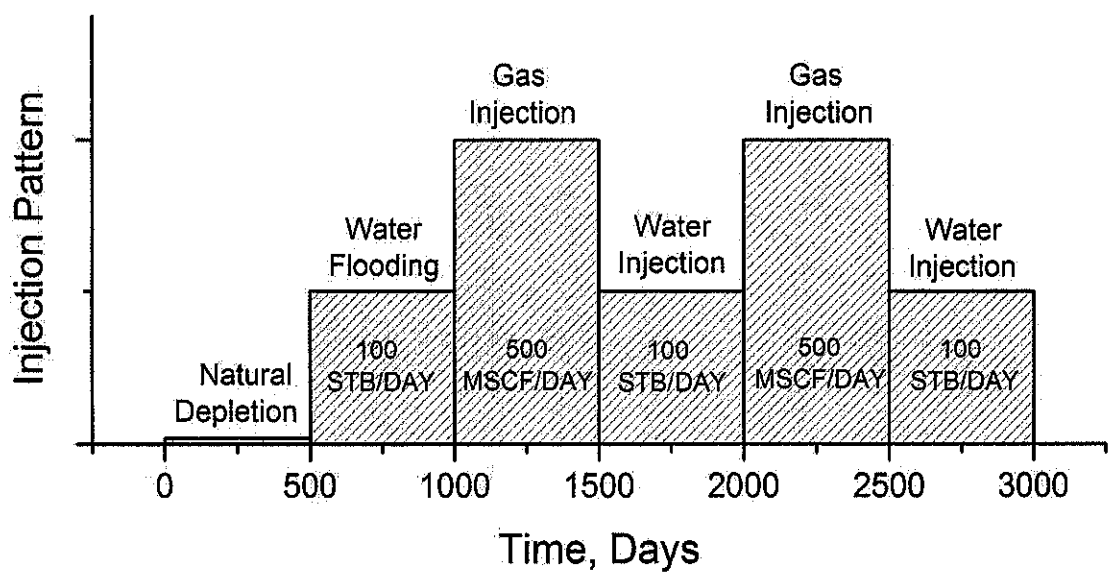 Injection Pattern
Gas
Injection
Gas
Injection
Water
Flooding
Water
Injection
Water
Injection
Natural
Depletion
100
STB/DAY
500
MSCF/DAY
100
STB/DAY
500
MSCF/DAY
100
STB/DAY
0 500 1000 1500 2000 2500 3000
Time, Days